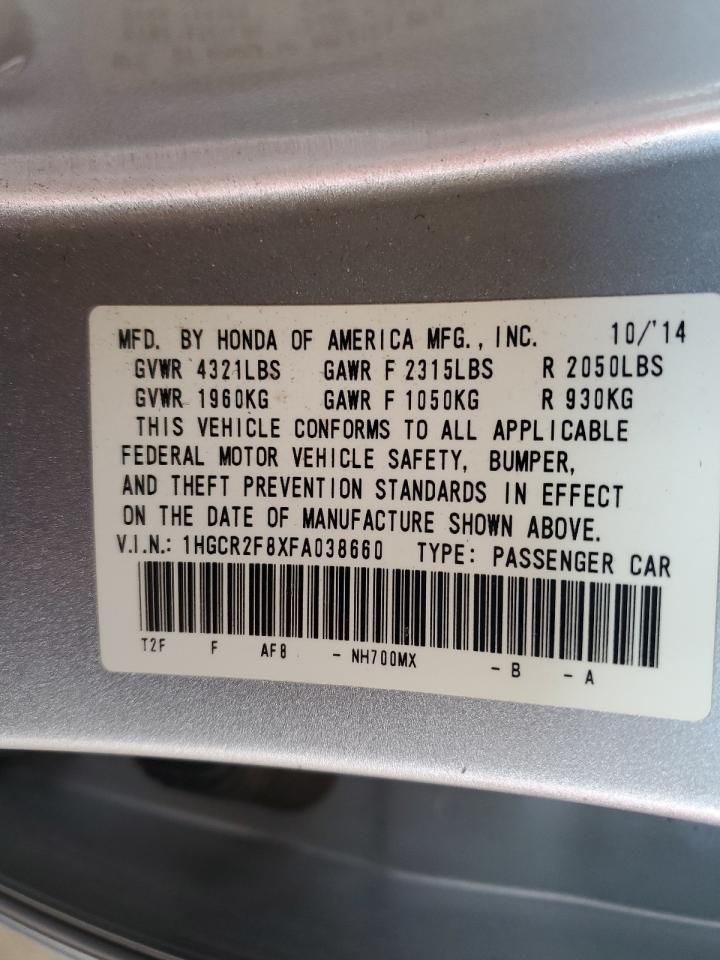 MFD. BY HONDA OF AMERICA MFG., INC. 10/'14
GVWR 4321LBS GAWR F 2315LBS R 2050LBS
GVWR 1960KG GAWR F 1050KG R 930KG
THIS VEHICLE CONFORMS TO ALL APPLICABLE
FEDERAL MOTOR VEHICLE SAFETY, BUMPER,
AND THEFT PREVENTION STANDARDS IN EFFECT
ON THE DATE OF MANUFACTURE SHOWN ABOVE.
V.I.N.: 1HGCR2F8XFA038660 TYPE: PASSENGER CAR
T2F F AF8 - NH700MX - B - A